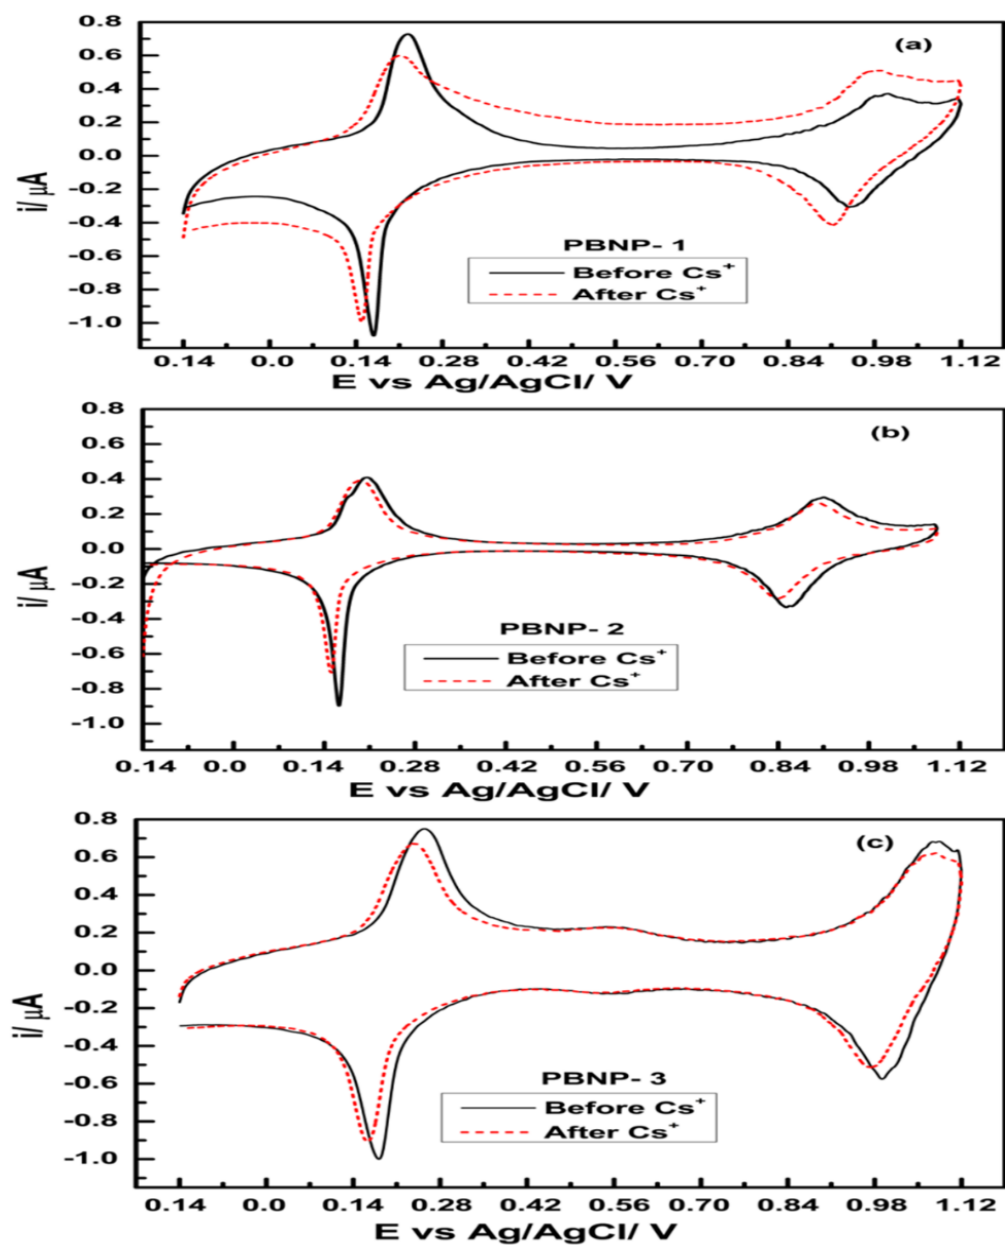 (a)
0.8
0.6
0.4
0.2
0.0
-0.2
-0.4
-0.6
-0.8
-1.0
i/ μA
PBNP- 1
Before Cs⁺
After Cs⁺
0.14 0.0 0.14 0.28 0.42 0.56 0.70 0.84 0.98 1.12
E vs Ag/AgCl/ V
(b)
0.8
0.6
0.4
0.2
0.0
-0.2
-0.4
-0.6
-0.8
-1.0
i/ μA
PBNP- 2
Before Cs⁺
After Cs⁺
0.14 0.0 0.14 0.28 0.42 0.56 0.70 0.84 0.98 1.12
E vs Ag/AgCl/ V
(c)
0.8
0.6
0.4
0.2
0.0
-0.2
-0.4
-0.6
-0.8
-1.0
i/ μA
PBNP- 3
Before Cs⁺
After Cs⁺
0.14 0.0 0.14 0.28 0.42 0.56 0.70 0.84 0.98 1.12
E vs Ag/AgCl/ V